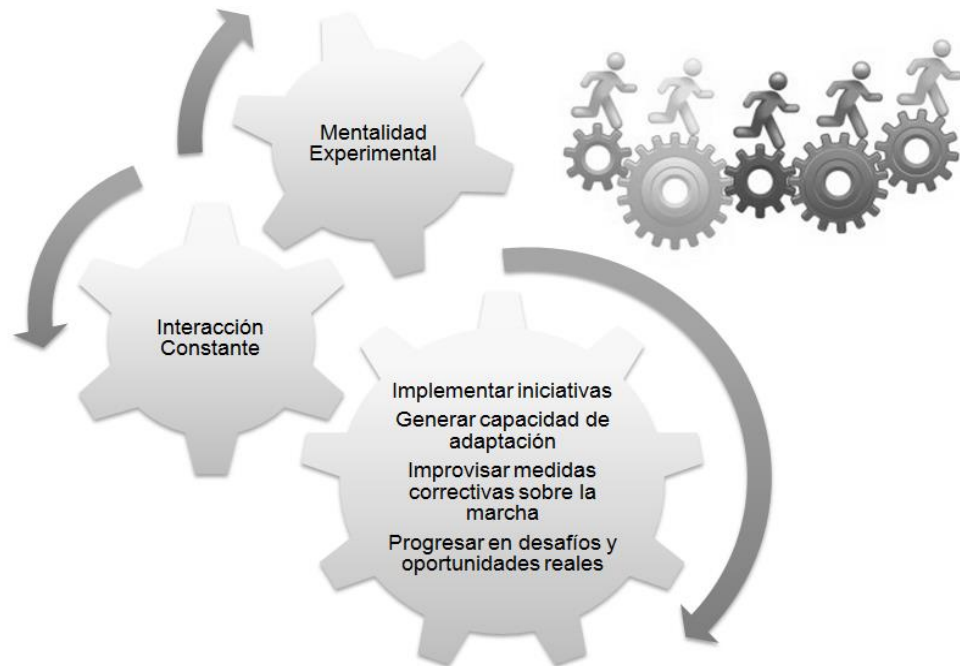 Mentalidad
Experimental
Interacción
Constante
Implementar iniciativas
Generar capacidad de
adaptación
Improvisar medidas
correctivas sobre la
marcha
Progresar en desafíos y
oportunidades reales